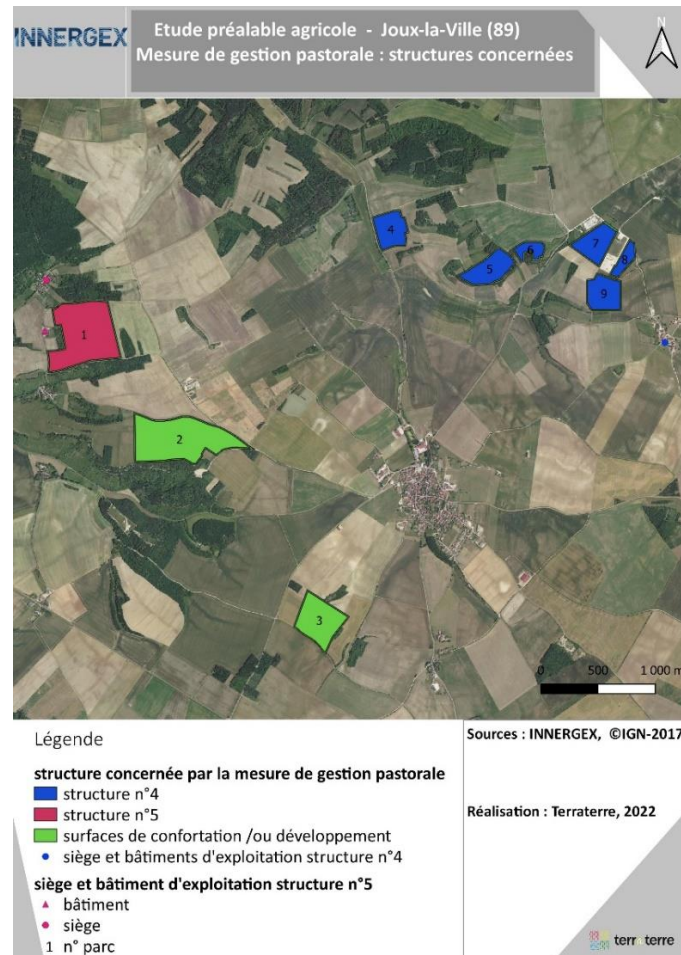 INNERGEX
Etude préalable agricole - Joux-la-Ville (89)
Mesure de gestion pastorale : structures concernées
N
4
5
6
7
8
9
1
2
3
0 500 1 000 m
Légende
structure concernée par la mesure de gestion pastorale
structure n°4
structure n°5
surfaces de confortation /ou développement
siège et bâtiments d'exploitation structure n°4
siège et bâtiment d'exploitation structure n°5
bâtiment
siège
1 n° parc
Sources : INNERGEX, ©IGN-2017
Réalisation : Terraterre, 2022
terraterre